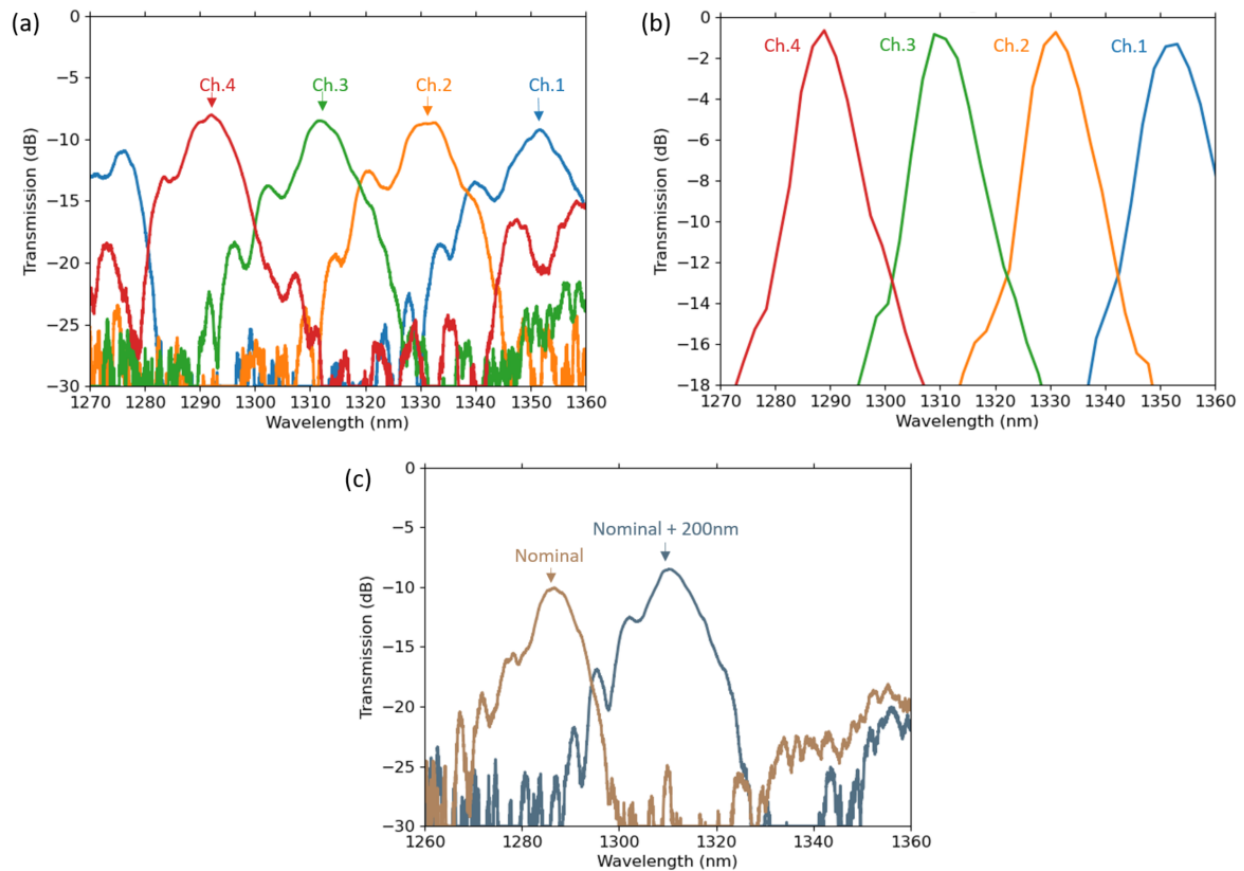 (a)
Transmission (dB)
0
−5
−10
−15
−20
−25
−30
Ch.4
Ch.3
Ch.2
Ch.1
1270 1280 1290 1300 1310 1320 1330 1340 1350 1360
Wavelength (nm)
(b)
Transmission (dB)
0
−2
−4
−6
−8
−10
−12
−14
−16
−18
Ch.4
Ch.3
Ch.2
Ch.1
1270 1280 1290 1300 1310 1320 1330 1340 1350 1360
Wavelength (nm)
(c)
Transmission (dB)
0
−5
−10
−15
−20
−25
−30
Nominal
Nominal + 200nm
1260 1280 1300 1320 1340 1360
Wavelength (nm)